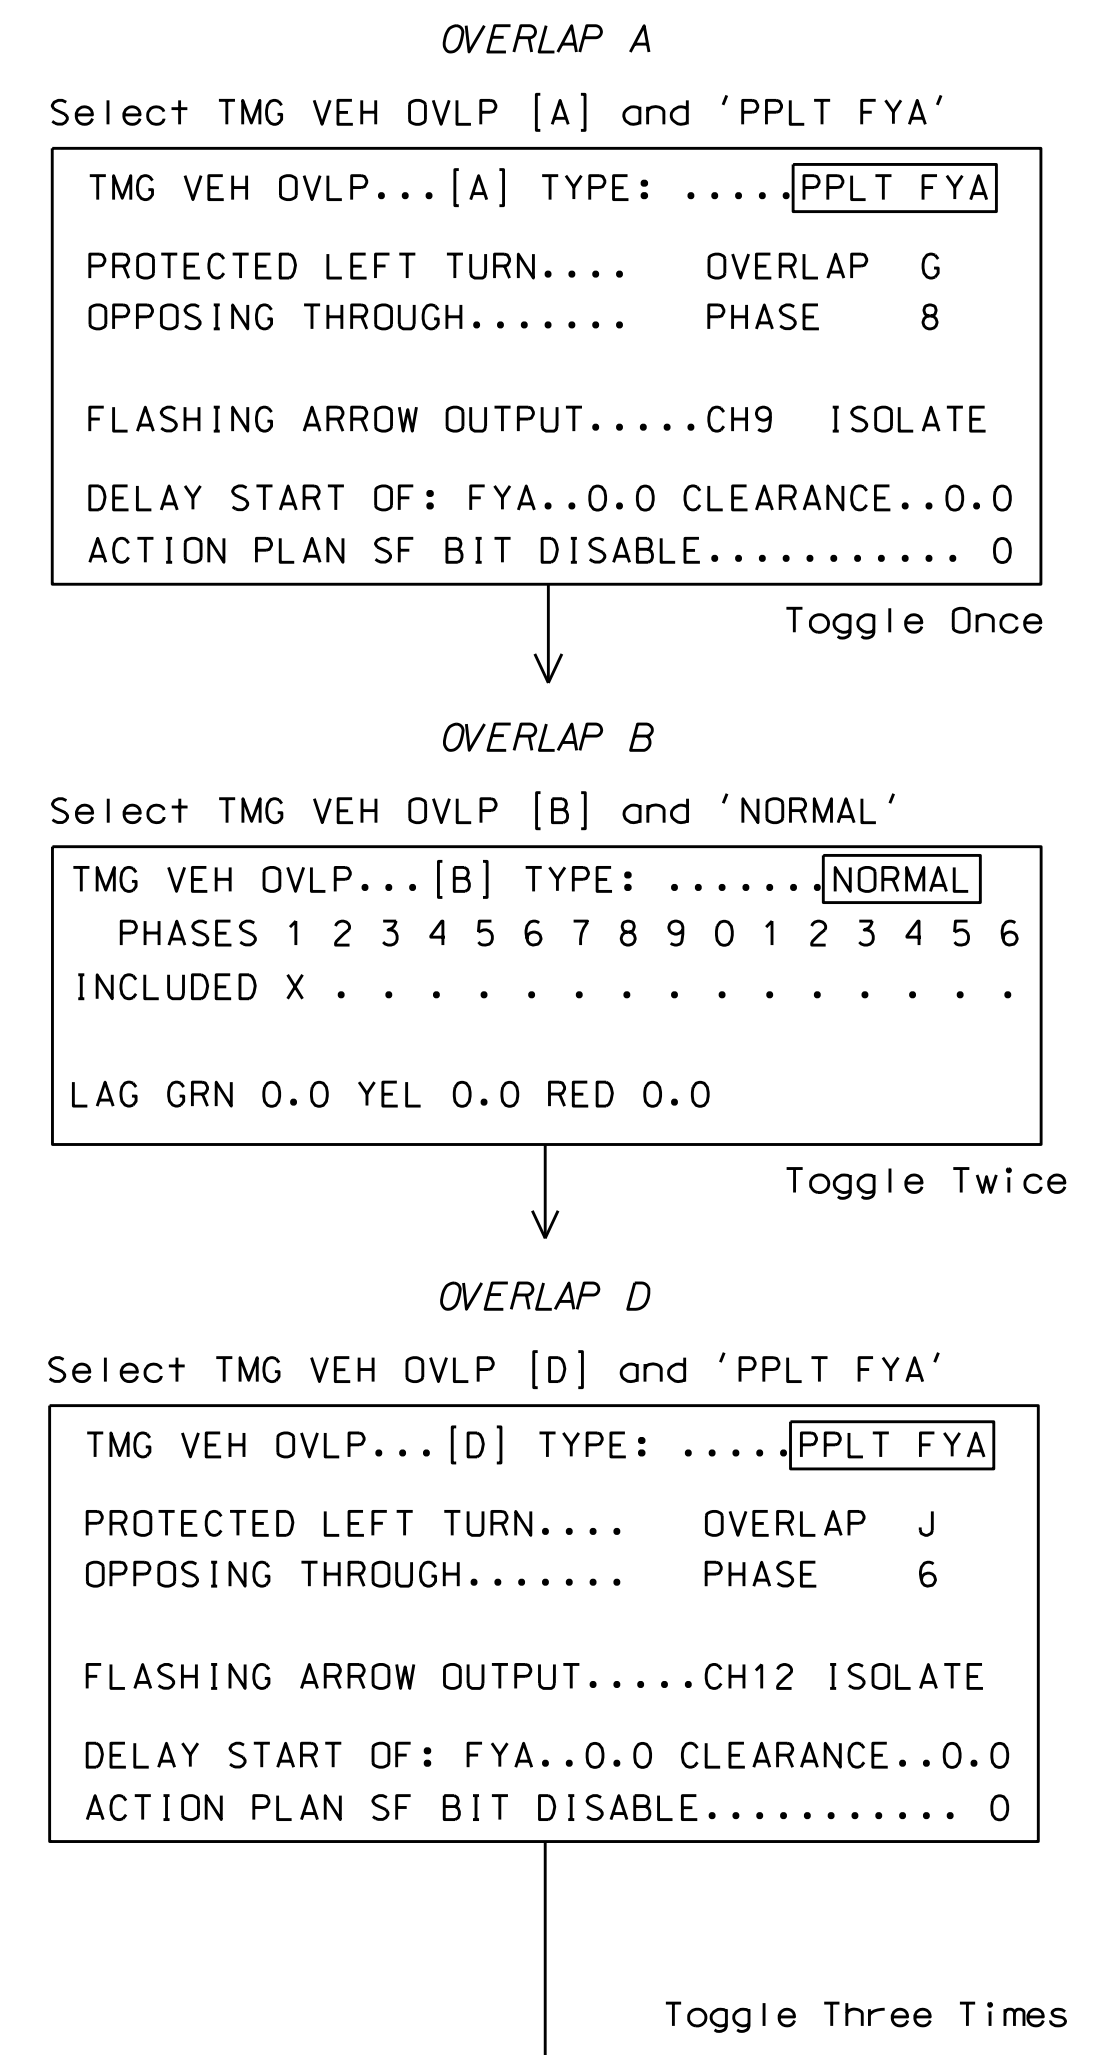 OVERLAP A
Select TMG VEH OVLP [A] and 'PPLT FYA'
TMG VEH OVLP...[A] TYPE: .....PPLT FYA
PROTECTED LEFT TURN.... OVERLAP G
OPPOSING THROUGH....... PHASE 8
FLASHING ARROW OUTPUT.....CH9 ISOLATE
DELAY START OF: FYA..0.0 CLEARANCE..0.0
ACTION PLAN SF BIT DISABLE........... 0
Toggle Once
OVERLAP B
Select TMG VEH OVLP [B] and 'NORMAL'
TMG VEH OVLP...[B] TYPE: .......NORMAL
PHASES 1 2 3 4 5 6 7 8 9 0 1 2 3 4 5 6
INCLUDED X . . . . . . . . . . . . . . .
LAG GRN 0.0 YEL 0.0 RED 0.0
Toggle Twice
OVERLAP D
Select TMG VEH OVLP [D] and 'PPLT FYA'
TMG VEH OVLP...[D] TYPE: .....PPLT FYA
PROTECTED LEFT TURN.... OVERLAP J
OPPOSING THROUGH....... PHASE 6
FLASHING ARROW OUTPUT.....CH12 ISOLATE
DELAY START OF: FYA..0.0 CLEARANCE..0.0
ACTION PLAN SF BIT DISABLE........... 0
Toggle Three Times